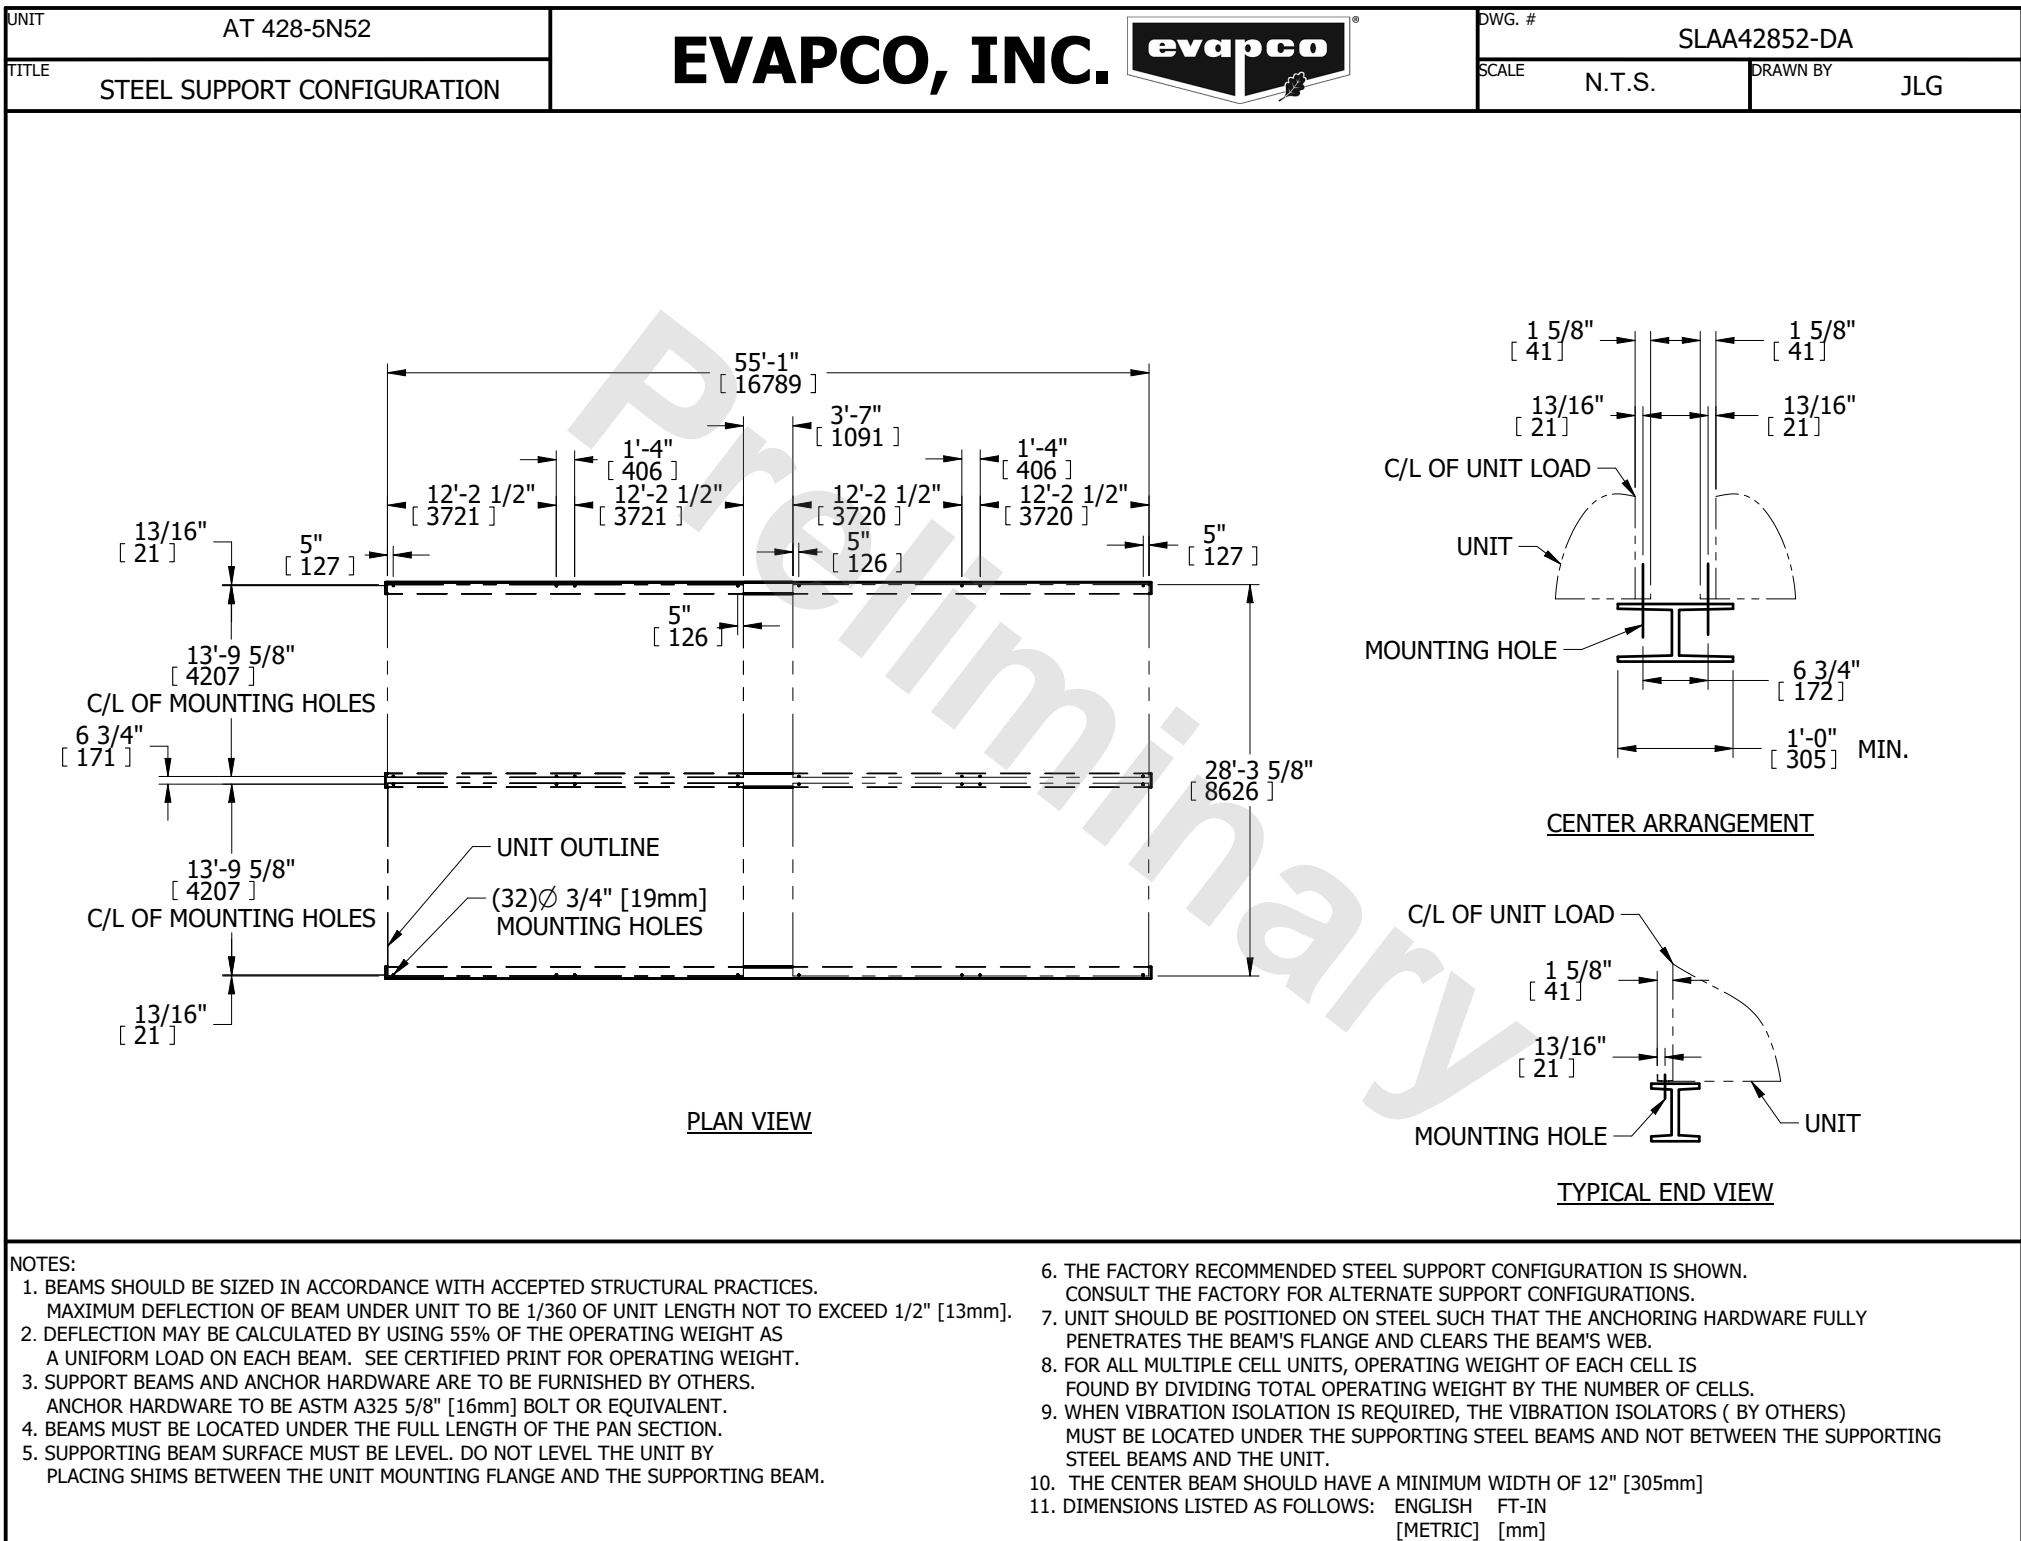 UNIT
AT 428-5N52
TITLE
STEEL SUPPORT CONFIGURATION
EVAPCO, INC.
evapco
®
DWG. #
SLAA42852-DA
SCALE
N.T.S.
DRAWN BY
JLG
Preliminary
55'-1"
[ 16789 ]
3'-7"
[ 1091 ]
1'-4"
[ 406 ]
1'-4"
[ 406 ]
12'-2 1/2"
[ 3721 ]
12'-2 1/2"
[ 3721 ]
12'-2 1/2"
[ 3720 ]
12'-2 1/2"
[ 3720 ]
13/16"
[ 21 ]
5"
[ 127 ]
5"
[ 126 ]
5"
[ 127 ]
5"
[ 126 ]
13'-9 5/8"
[ 4207 ]
C/L OF MOUNTING HOLES
6 3/4"
[ 171 ]
28'-3 5/8"
[ 8626 ]
13'-9 5/8"
[ 4207 ]
C/L OF MOUNTING HOLES
UNIT OUTLINE
(32)∅ 3/4" [19mm]
MOUNTING HOLES
13/16"
[ 21 ]
PLAN VIEW
1 5/8"
[ 41 ]
1 5/8"
[ 41 ]
13/16"
[ 21 ]
13/16"
[ 21 ]
C/L OF UNIT LOAD
UNIT
MOUNTING HOLE
6 3/4"
[ 172 ]
1'-0"
[ 305 ]
MIN.
CENTER ARRANGEMENT
C/L OF UNIT LOAD
1 5/8"
[ 41 ]
13/16"
[ 21 ]
MOUNTING HOLE
UNIT
TYPICAL END VIEW
NOTES:
1. BEAMS SHOULD BE SIZED IN ACCORDANCE WITH ACCEPTED STRUCTURAL PRACTICES.
MAXIMUM DEFLECTION OF BEAM UNDER UNIT TO BE 1/360 OF UNIT LENGTH NOT TO EXCEED 1/2" [13mm].
2. DEFLECTION MAY BE CALCULATED BY USING 55% OF THE OPERATING WEIGHT AS
A UNIFORM LOAD ON EACH BEAM. SEE CERTIFIED PRINT FOR OPERATING WEIGHT.
3. SUPPORT BEAMS AND ANCHOR HARDWARE ARE TO BE FURNISHED BY OTHERS.
ANCHOR HARDWARE TO BE ASTM A325 5/8" [16mm] BOLT OR EQUIVALENT.
4. BEAMS MUST BE LOCATED UNDER THE FULL LENGTH OF THE PAN SECTION.
5. SUPPORTING BEAM SURFACE MUST BE LEVEL. DO NOT LEVEL THE UNIT BY
PLACING SHIMS BETWEEN THE UNIT MOUNTING FLANGE AND THE SUPPORTING BEAM.
6. THE FACTORY RECOMMENDED STEEL SUPPORT CONFIGURATION IS SHOWN.
CONSULT THE FACTORY FOR ALTERNATE SUPPORT CONFIGURATIONS.
7. UNIT SHOULD BE POSITIONED ON STEEL SUCH THAT THE ANCHORING HARDWARE FULLY
PENETRATES THE BEAM'S FLANGE AND CLEARS THE BEAM'S WEB.
8. FOR ALL MULTIPLE CELL UNITS, OPERATING WEIGHT OF EACH CELL IS
FOUND BY DIVIDING TOTAL OPERATING WEIGHT BY THE NUMBER OF CELLS.
9. WHEN VIBRATION ISOLATION IS REQUIRED, THE VIBRATION ISOLATORS ( BY OTHERS)
MUST BE LOCATED UNDER THE SUPPORTING STEEL BEAMS AND NOT BETWEEN THE SUPPORTING
STEEL BEAMS AND THE UNIT.
10. THE CENTER BEAM SHOULD HAVE A MINIMUM WIDTH OF 12" [305mm]
11. DIMENSIONS LISTED AS FOLLOWS: ENGLISH FT-IN
[METRIC] [mm]